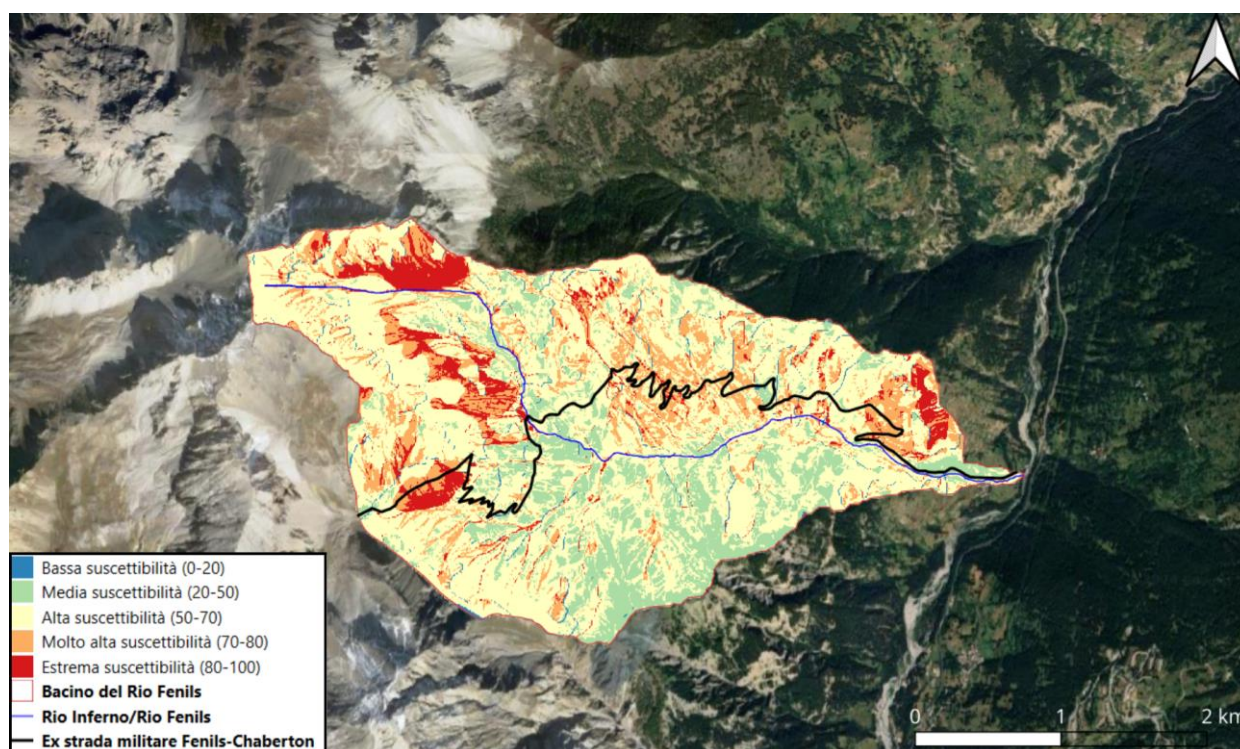 Bassa suscettibilità (0-20)
Media suscettibilità (20-50)
Alta suscettibilità (50-70)
Molto alta suscettibilità (70-80)
Estrema suscettibilità (80-100)
Bacino del Rio Fenils
Rio Inferno/Rio Fenils
Ex strada militare Fenils-Chaberton
0 1 2 km